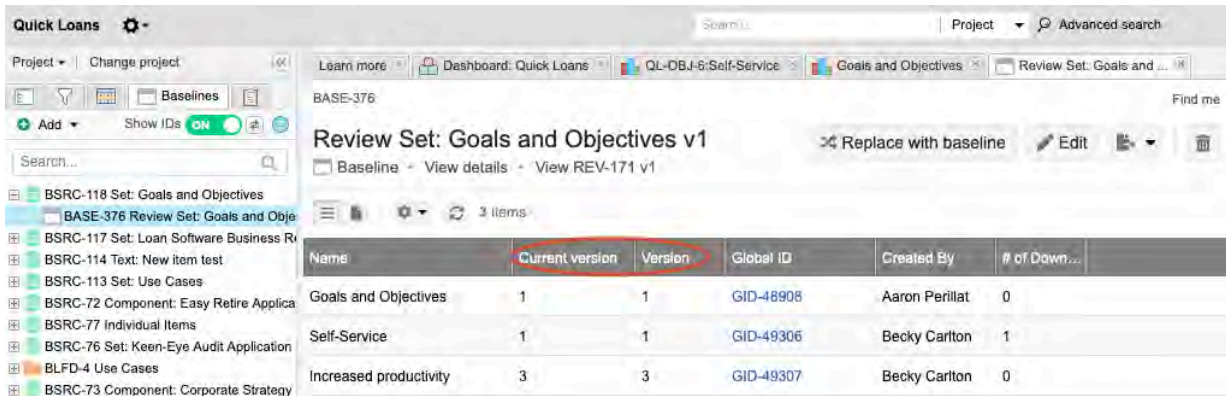 Quick Loans
Search...
Project
Advanced search
Project
Change project
Learn more
Dashboard: Quick Loans
QL-OBJ-6:Self-Service
Goals and Objectives
Review Set: Goals and ...
Baselines
BASE-376
Find me
Add
Show IDs ON
Review Set: Goals and Objectives v1
Replace with baseline
Edit
Search...
Baseline
View details
View REV-171 v1
BSRC-118 Set: Goals and Objectives
BASE-376 Review Set: Goals and Obje
3 items
BSRC-117 Set: Loan Software Business R
BSRC-114 Text: New item test
BSRC-113 Set: Use Cases
BSRC-72 Component: Easy Retire Applica
BSRC-77 Individual Items
BSRC-76 Set: Keen-Eye Audit Application
BLFD-4 Use Cases
BSRC-73 Component: Corporate Strategy
Name Current version Version Global ID Created By # of Down...
Goals and Objectives 1 1 GID-48908 Aaron Perillat 0
Self-Service 1 1 GID-49306 Becky Carlton 1
Increased productivity 3 3 GID-49307 Becky Carlton 0